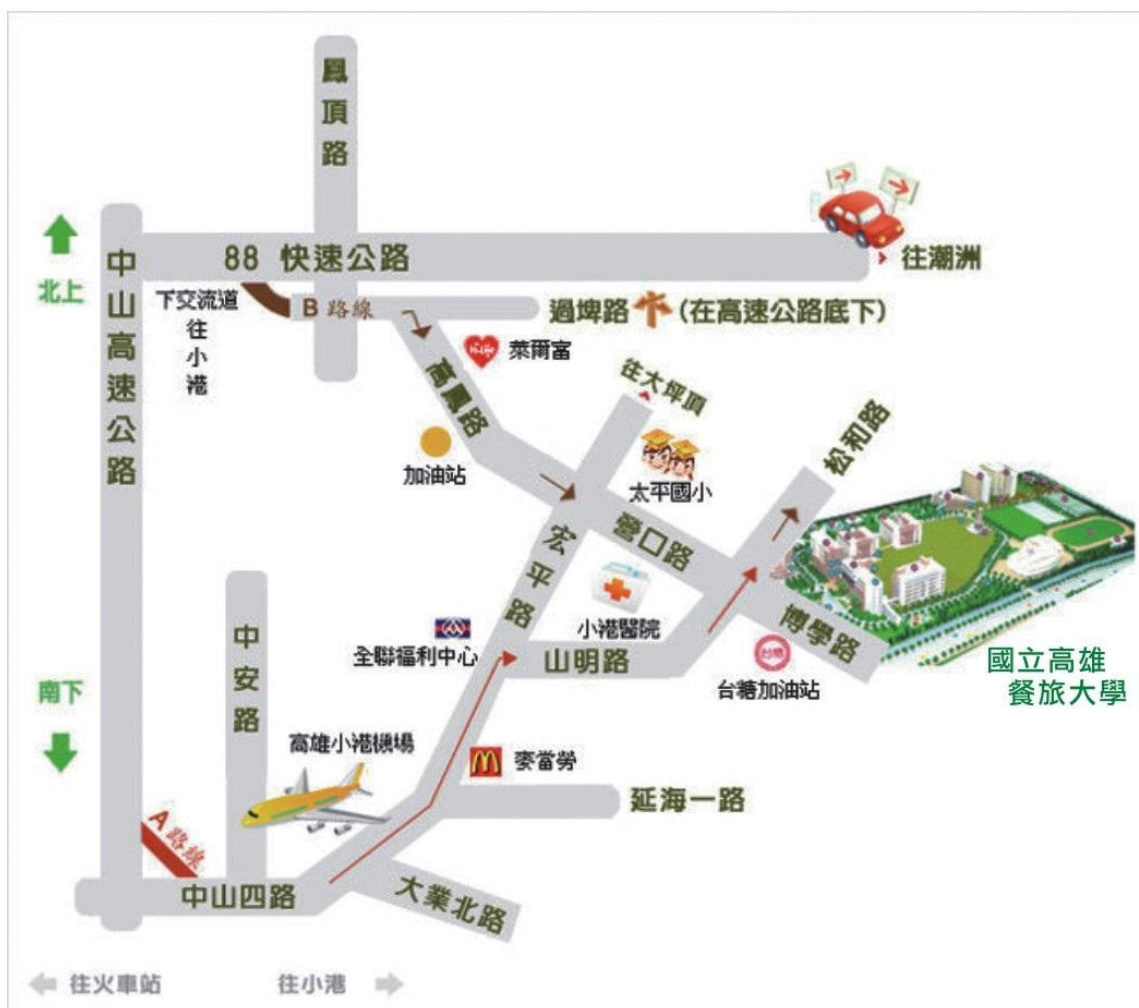 鳳頂路
北上
中山高速公路
88 快速公路
往潮洲
下交流道
往小港
B 路線
過埤路
(在高速公路底下)
萊爾富
高鳳路
往大坪頂
加油站
太平國小
松和路
宏平路
營口路
小港醫院
中安路
全聯福利中心
山明路
台糖
台糖加油站
博學路
國立高雄
餐旅大學
南下
高雄小港機場
麥當勞
延海一路
A 路線
中山四路
大業北路
往火車站
往小港